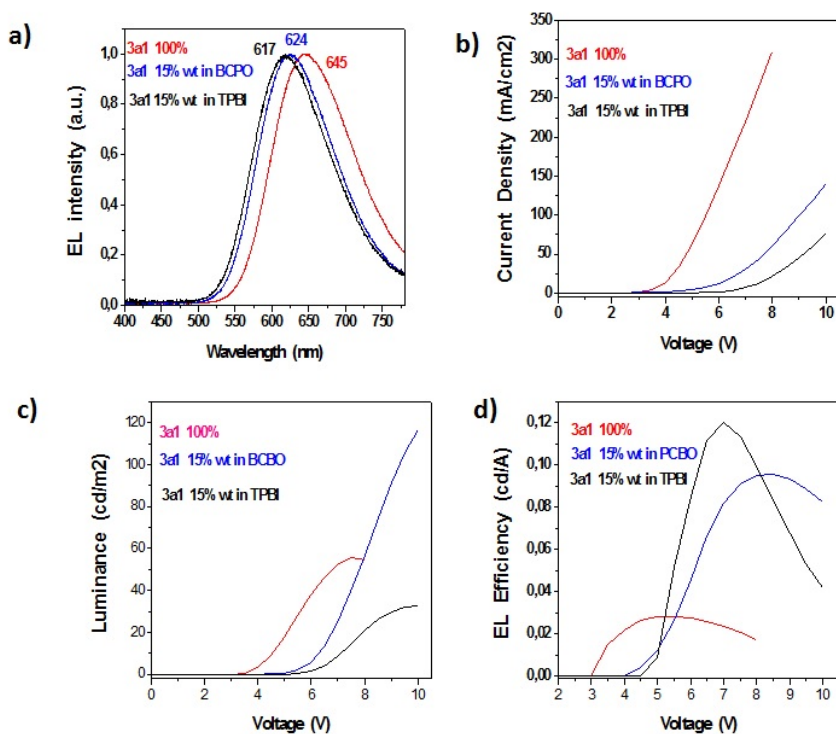 a)
3a1 100%
3a1 15% wt in BCPO
3a1 15% wt in TPBI
617
624
645
EL intensity (a.u.)
1,0
0,8
0,6
0,4
0,2
0,0
400 450 500 550 600 650 700 750
Wavelength (nm)
b)
3a1 100%
3a1 15% wt in BCPO
3a1 15% wt in TPBI
Current Density (mA/cm2)
350
300
250
200
150
100
50
0
0 2 4 6 8 10
Voltage (V)
c)
3a1 100%
3a1 15% wt in BCBO
3a1 15% wt in TPBI
Luminance (cd/m2)
120
100
80
60
40
20
0
0 2 4 6 8 10
Voltage (V)
d)
3a1 100%
3a1 15% wt in PCBO
3a1 15% wt in TPBI
EL Efficiency (cd/A)
0,12
0,10
0,08
0,06
0,04
0,02
0,00
2 3 4 5 6 7 8 9 10
Voltage (V)